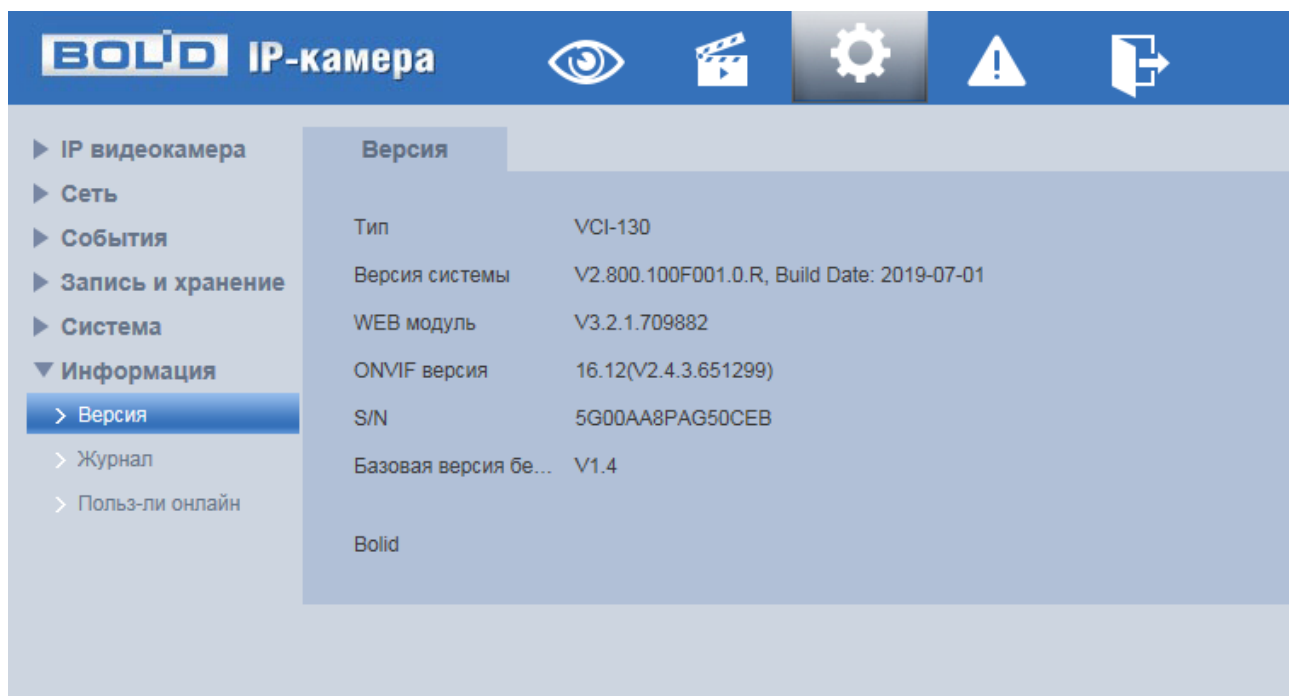 BOLID IP-камера
IP видеокамера
Сеть
События
Запись и хранение
Система
Информация
Версия
Журнал
Польз-ли онлайн
Версия
Тип VCI-130
Версия системы V2.800.100F001.0.R, Build Date: 2019-07-01
WEB модуль V3.2.1.709882
ONVIF версия 16.12(V2.4.3.651299)
S/N 5G00AA8PAG50CEB
Базовая версия бе... V1.4
Bolid